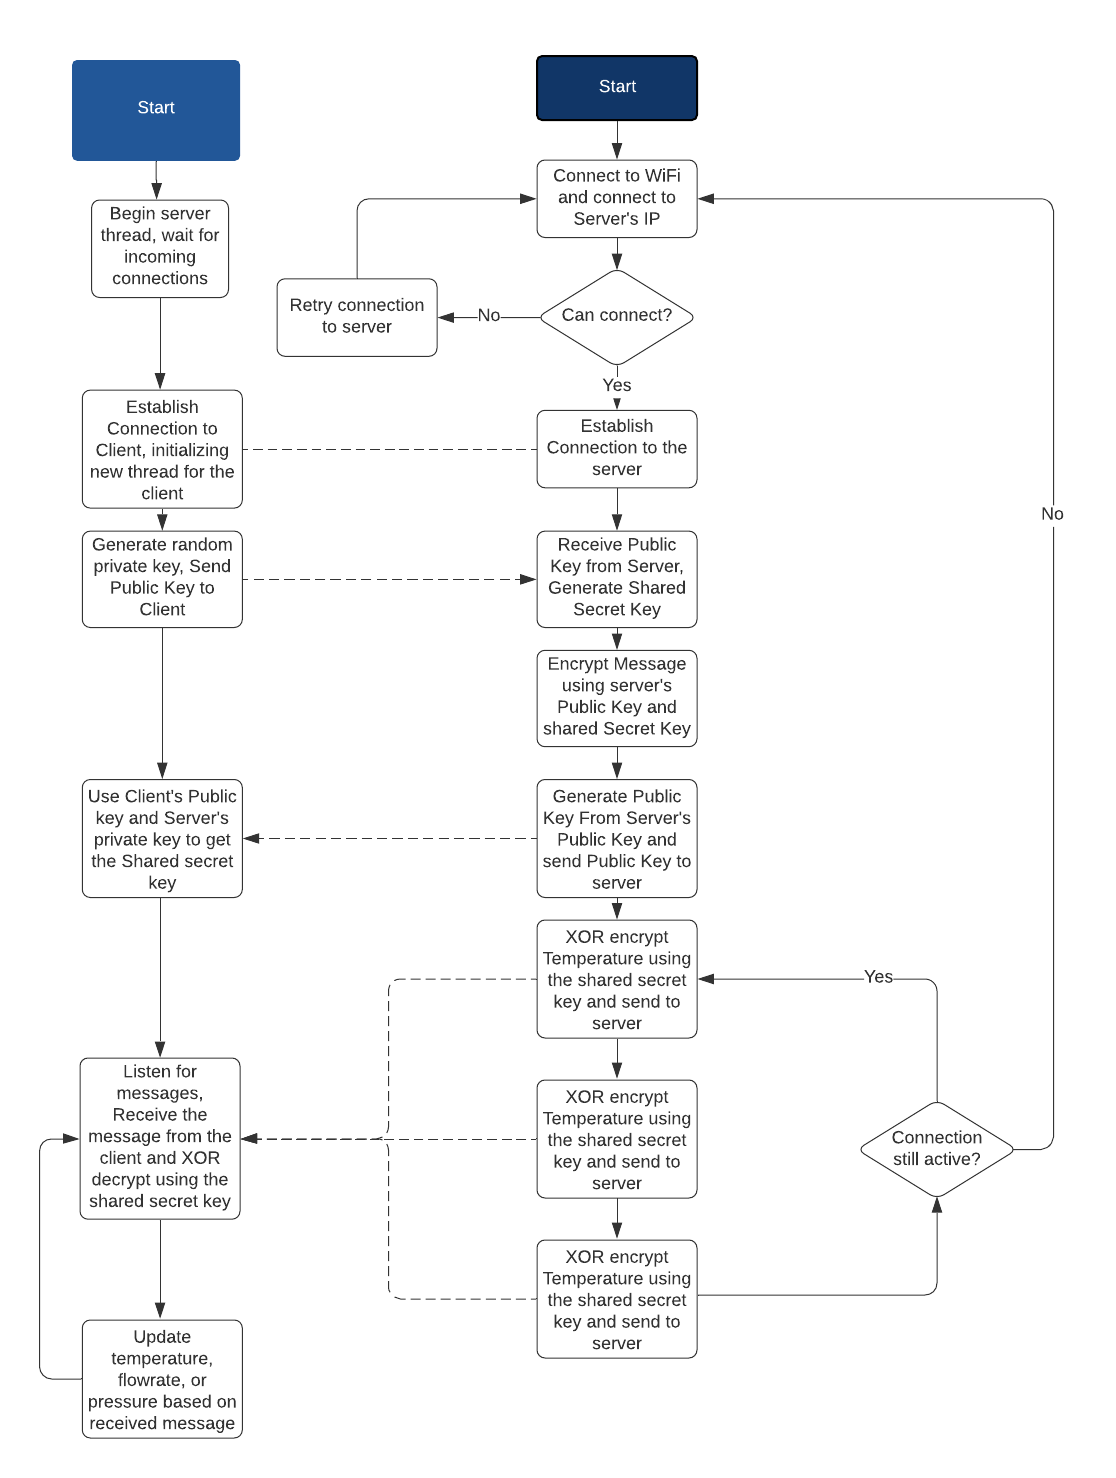 Start
Begin server
thread, wait for
incoming
connections
Establish
Connection to
Client, initializing
new thread for the
client
Generate random
private key, Send
Public Key to
Client
Use Client's Public
key and Server's
private key to get
the Shared secret
key
Listen for
messages,
Receive the
message from the
client and XOR
decrypt using the
shared secret key
Update
temperature,
flowrate, or
pressure based on
received message
Start
Connect to WiFi
and connect to
Server's IP
Can connect?
No
Retry connection
to server
Yes
Establish
Connection to the
server
Receive Public
Key from Server,
Generate Shared
Secret Key
Encrypt Message
using server's
Public Key and
shared Secret Key
Generate Public
Key From Server's
Public Key and
send Public Key to
server
XOR encrypt
Temperature using
the shared secret
key and send to
server
XOR encrypt
Temperature using
the shared secret
key and send to
server
XOR encrypt
Temperature using
the shared secret
key and send to
server
Connection
still active?
Yes
No